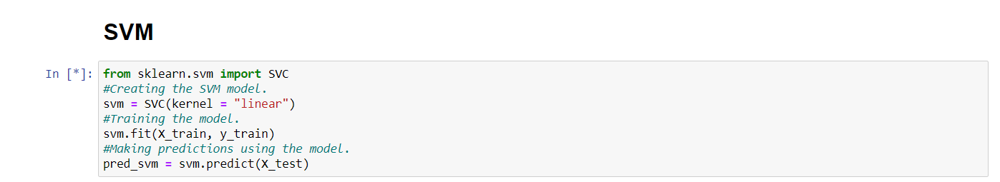 SVM
In [*]: from sklearn.svm import SVC
#Creating the SVM model.
svm = SVC(kernel = "linear")
#Training the model.
svm.fit(X_train, y_train)
#Making predictions using the model.
pred_svm = svm.predict(X_test)